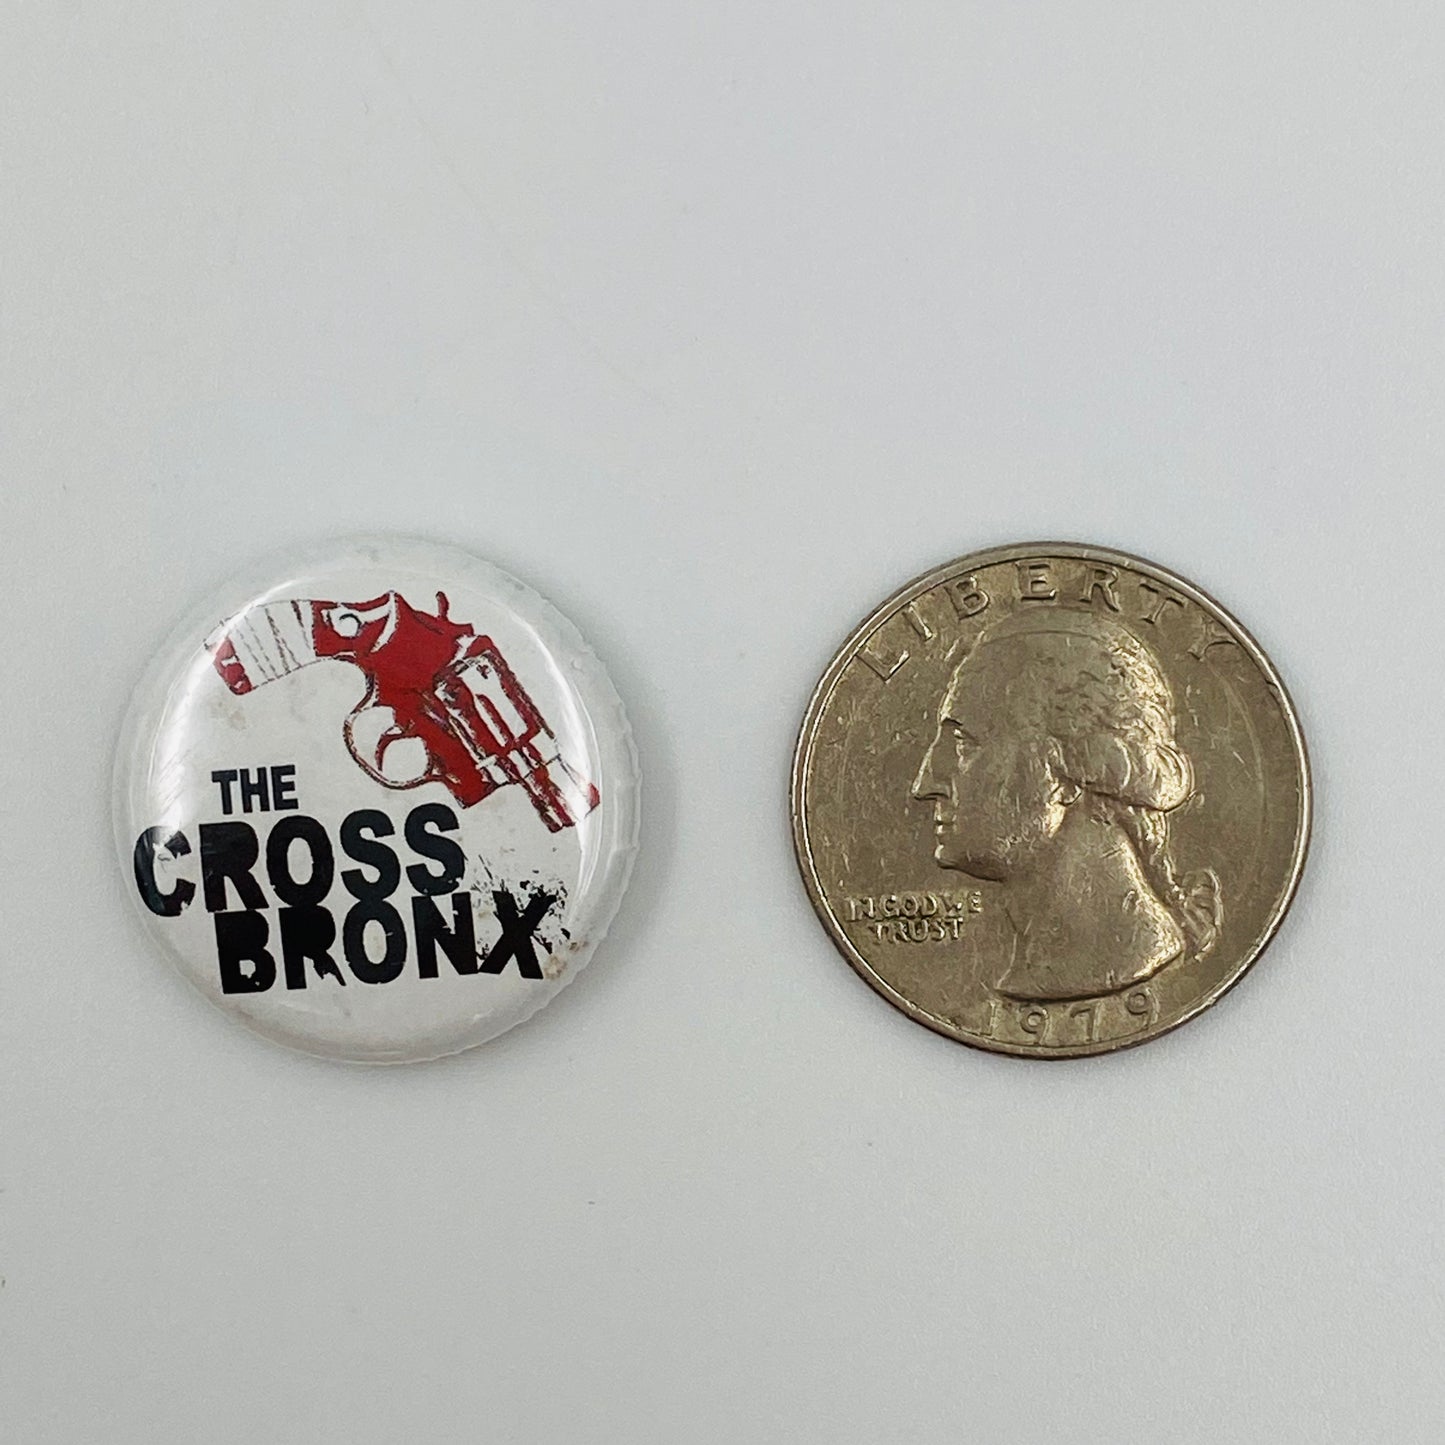 THE
CROSS
BRONX
LIBERTY
IN GOD WE
TRUST
1979